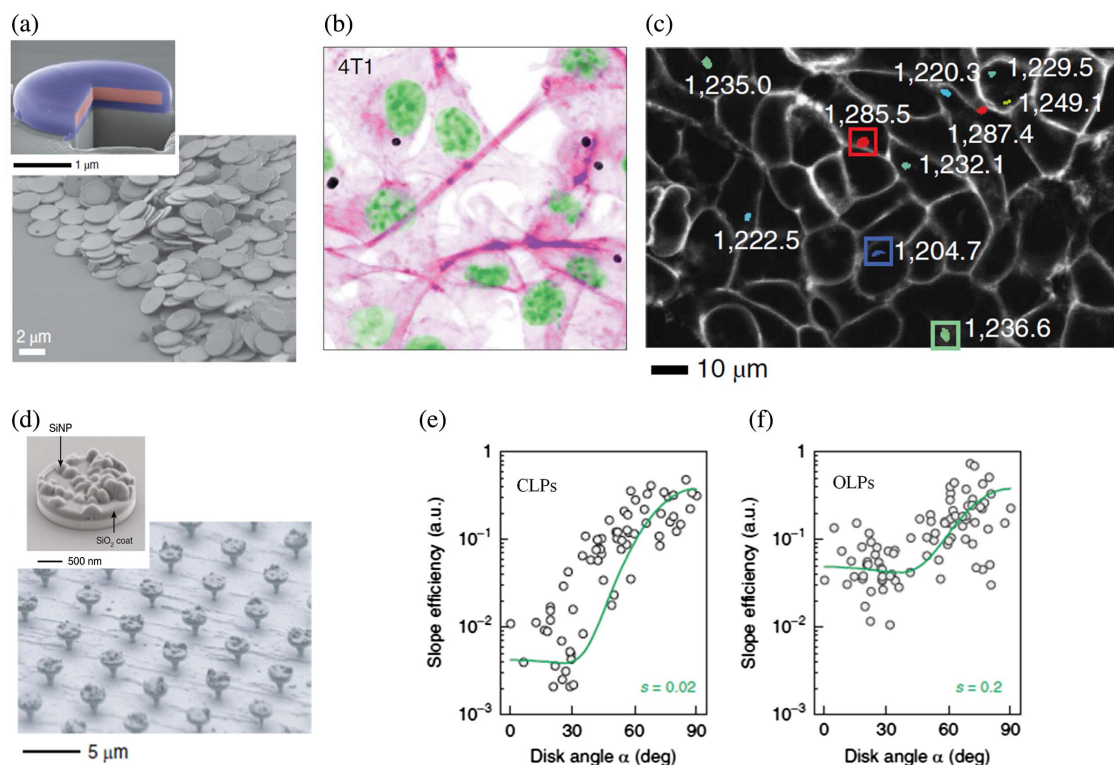 (a)
1 μm
2 μm
(b)
4T1
(c)
1,235.0
1,220.3
1,229.5
1,249.1
1,285.5
1,287.4
1,232.1
1,222.5
1,204.7
1,236.6
10 μm
(d)
SiNP
SiO2 coat
500 nm
5 μm
(e)
Slope efficiency (a.u.)
1
10⁻¹
10⁻²
10⁻³
CLPs
s = 0.02
0 30 60 90
Disk angle α (deg)
(f)
Slope efficiency (a.u.)
1
10⁻¹
10⁻²
10⁻³
OLPs
s = 0.2
0 30 60 90
Disk angle α (deg)